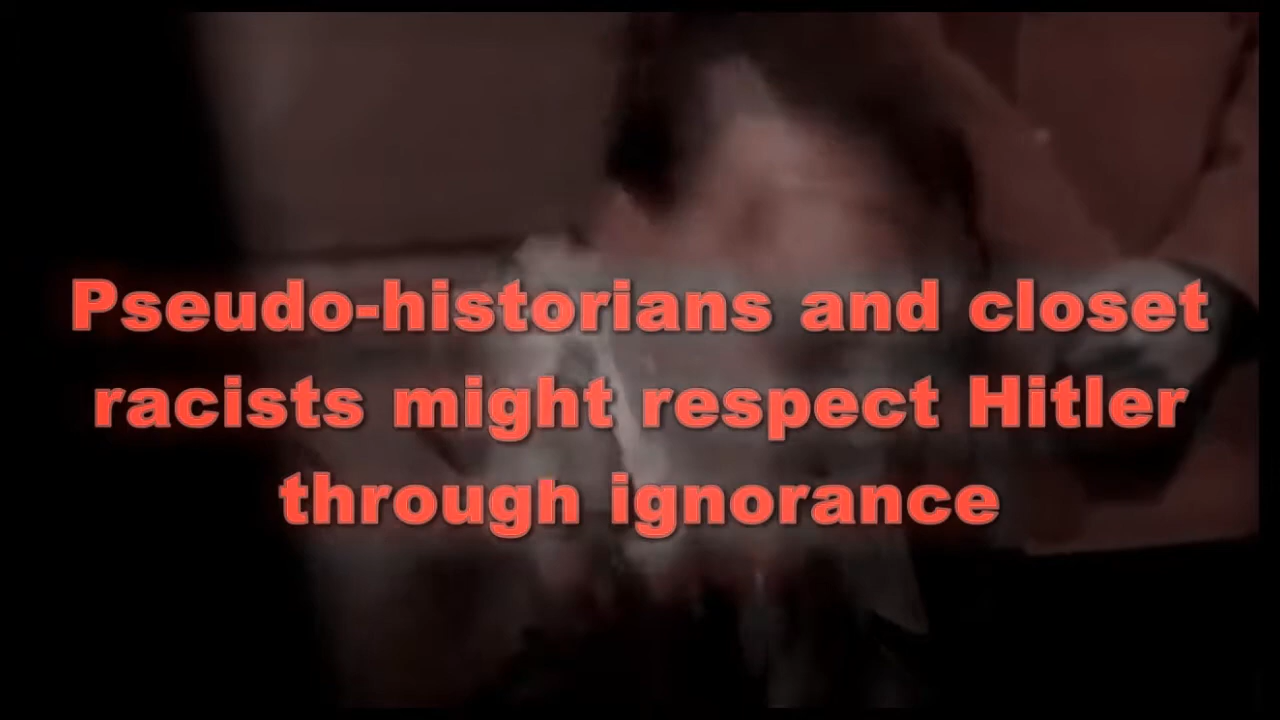 Pseudo-historians and closet
racists might respect Hitler
through ignorance